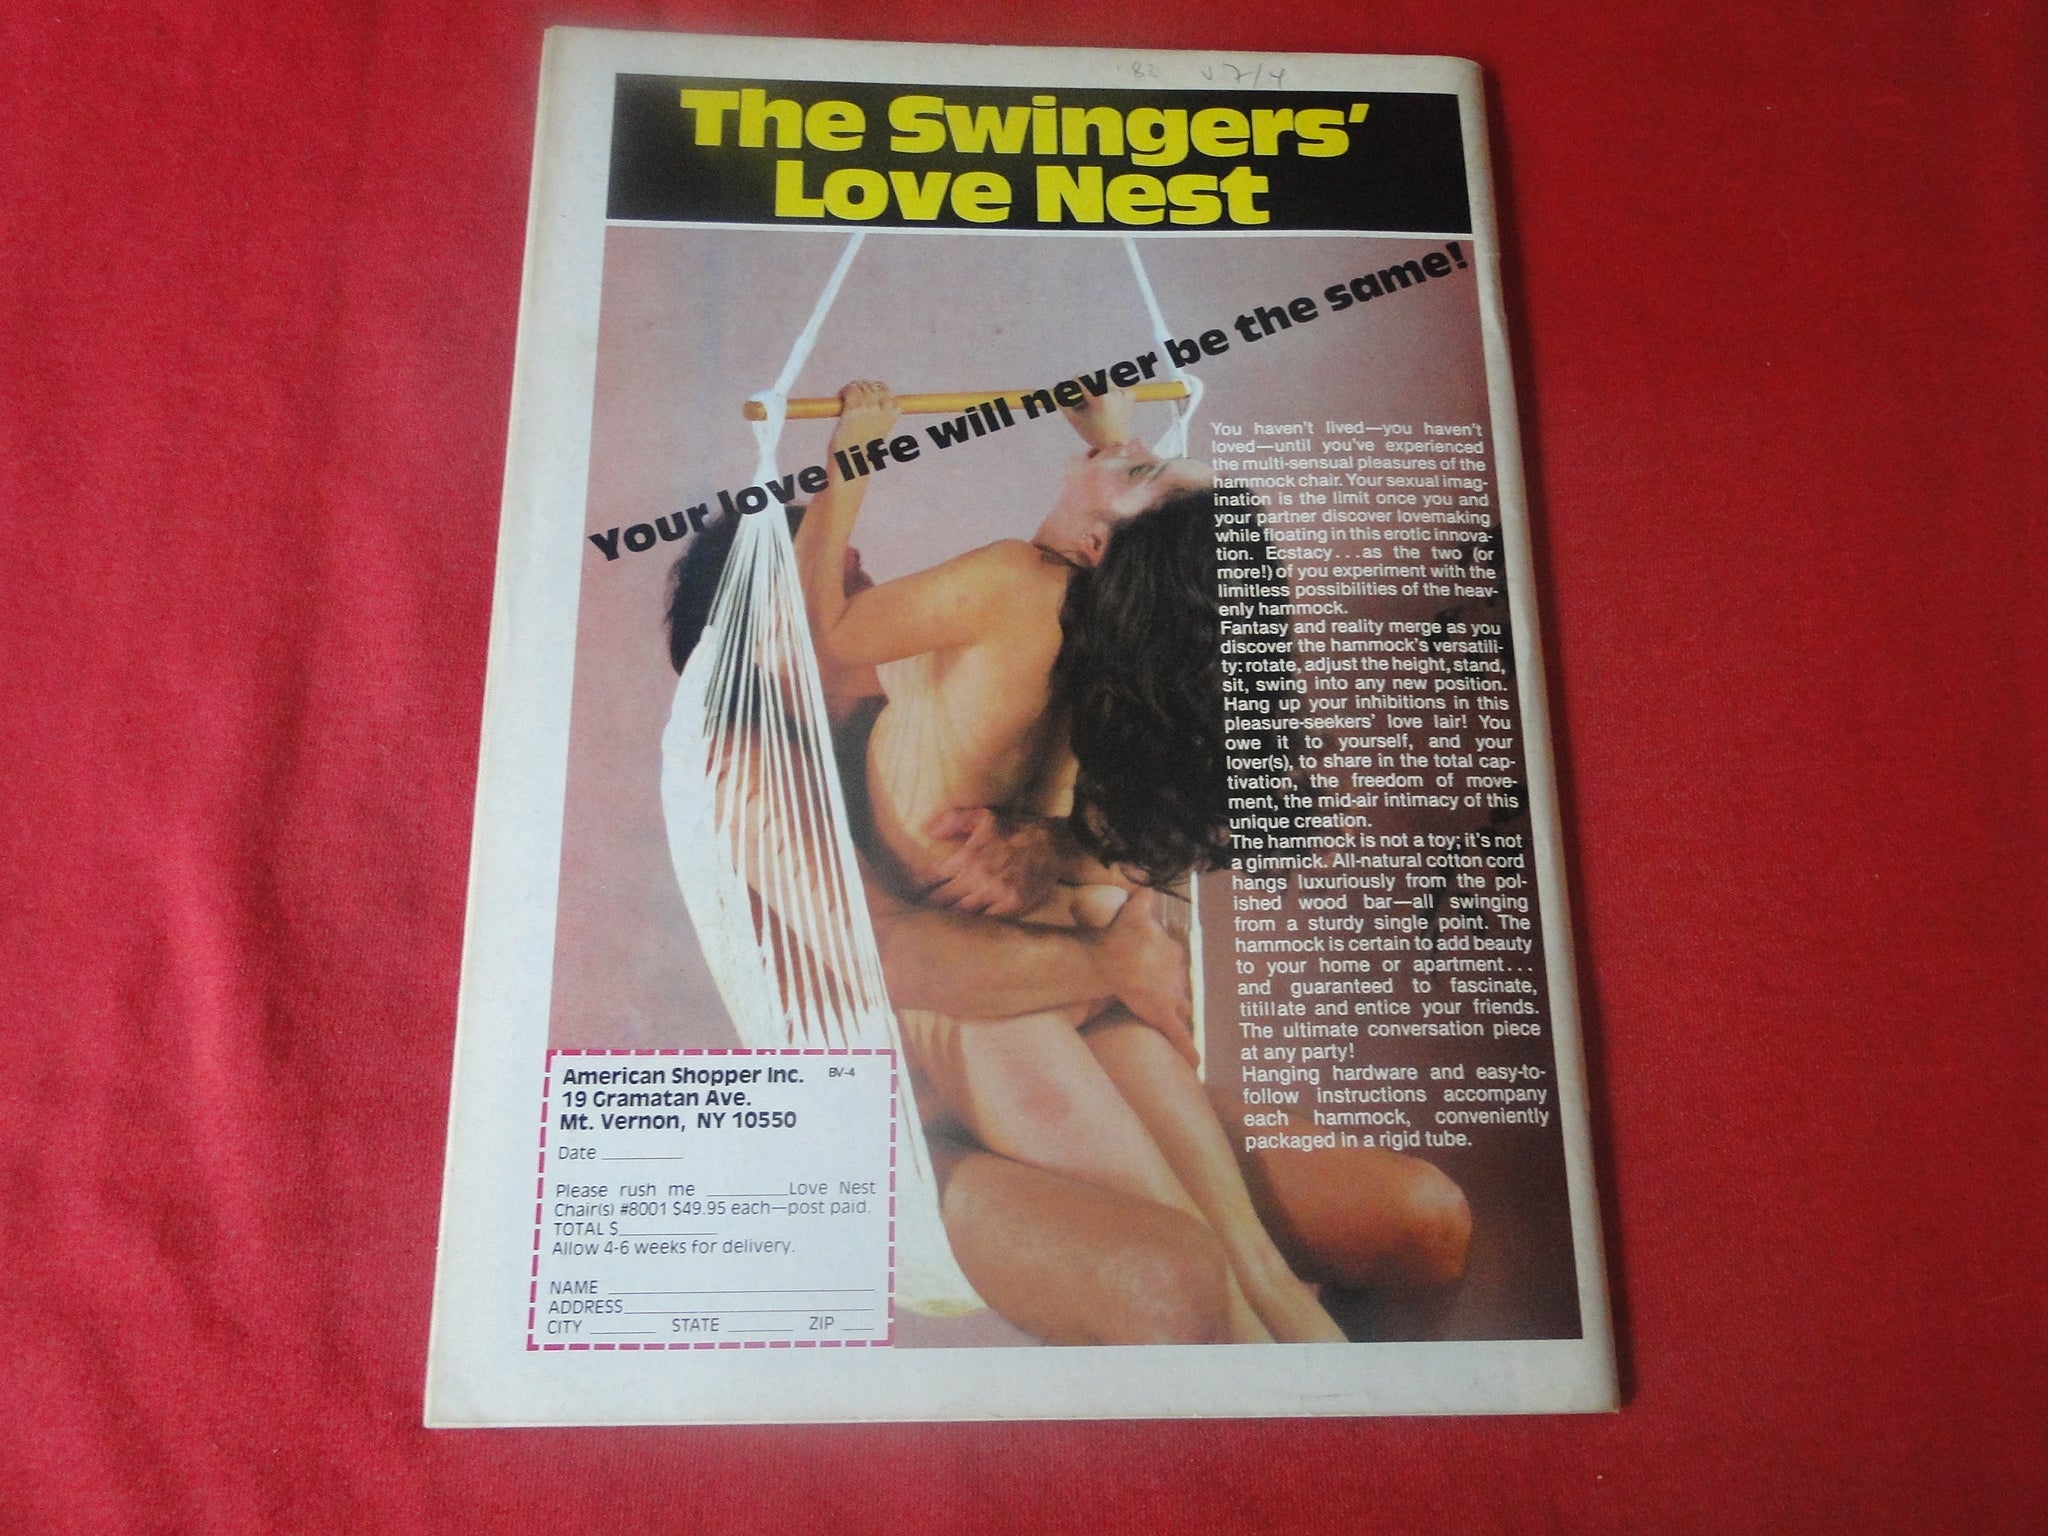 '82 v7/4
The Swingers'
Love Nest
Your love life will never be the same!
You haven't lived—you haven't
loved—until you've experienced
the multi-sensual pleasures of the
hammock chair. Your sexual imag-
ination is the limit once you and
your partner discover lovemaking
while floating in this erotic innova-
tion. Ecstacy...as the two (or
more!) of you experiment with the
limitless possibilities of the heav-
enly hammock.
Fantasy and reality merge as you
discover the hammock's versatili-
ty: rotate, adjust the height, stand,
sit, swing into any new position.
Hang up your inhibitions in this
pleasure-seekers' love lair! You
owe it to yourself, and your
lover(s), to share in the total cap-
tivation, the freedom of move-
ment, the mid-air intimacy of this
unique creation.
The hammock is not a toy; it's not
a gimmick. All-natural cotton cord
hangs luxuriously from the pol-
ished wood bar—all swinging
from a sturdy single point. The
hammock is certain to add beauty
to your home or apartment...
and guaranteed to fascinate,
titillate and entice your friends.
The ultimate conversation piece
at any party!
Hanging hardware and easy-to-
follow instructions accompany
each hammock, conveniently
packaged in a rigid tube.
American Shopper Inc. BV-4
19 Gramatan Ave.
Mt. Vernon, NY 10550
Date ________
Please rush me ________Love Nest
Chair(s) #8001 $49.95 each—post paid.
TOTAL $__________
Allow 4-6 weeks for delivery.
NAME ________
ADDRESS________
CITY ________ STATE ________ ZIP ____